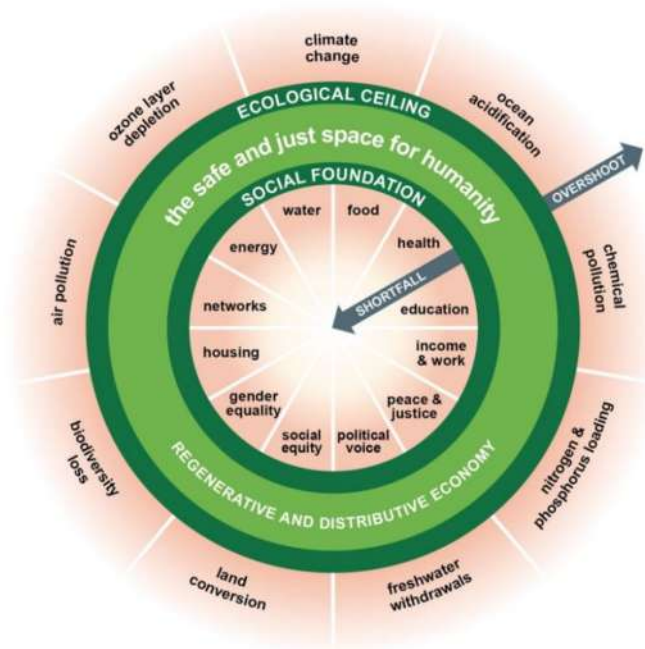 climate
change
ocean
acidification
chemical
pollution
nitrogen &
phosphorus loading
freshwater
withdrawals
land
conversion
biodiversity
loss
air pollution
ozone layer
depletion
ECOLOGICAL CEILING
the safe and just space for humanity
SOCIAL FOUNDATION
OVERSHOOT
SHORTFALL
water
food
health
education
income
& work
peace &
justice
political
voice
social
equity
gender
equality
housing
networks
energy
REGENERATIVE AND DISTRIBUTIVE ECONOMY